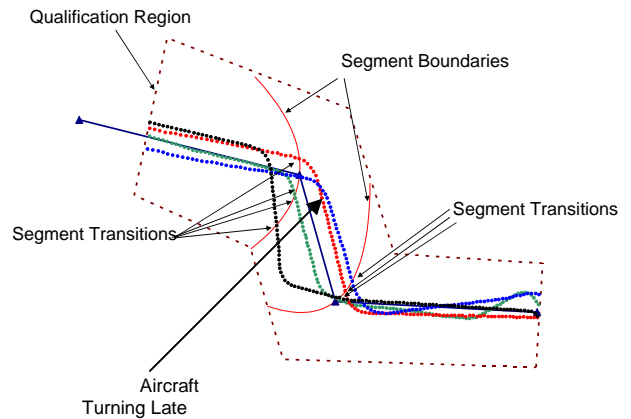 Qualification Region
Segment Boundaries
Segment Transitions
Segment Transitions
Aircraft
Turning Late